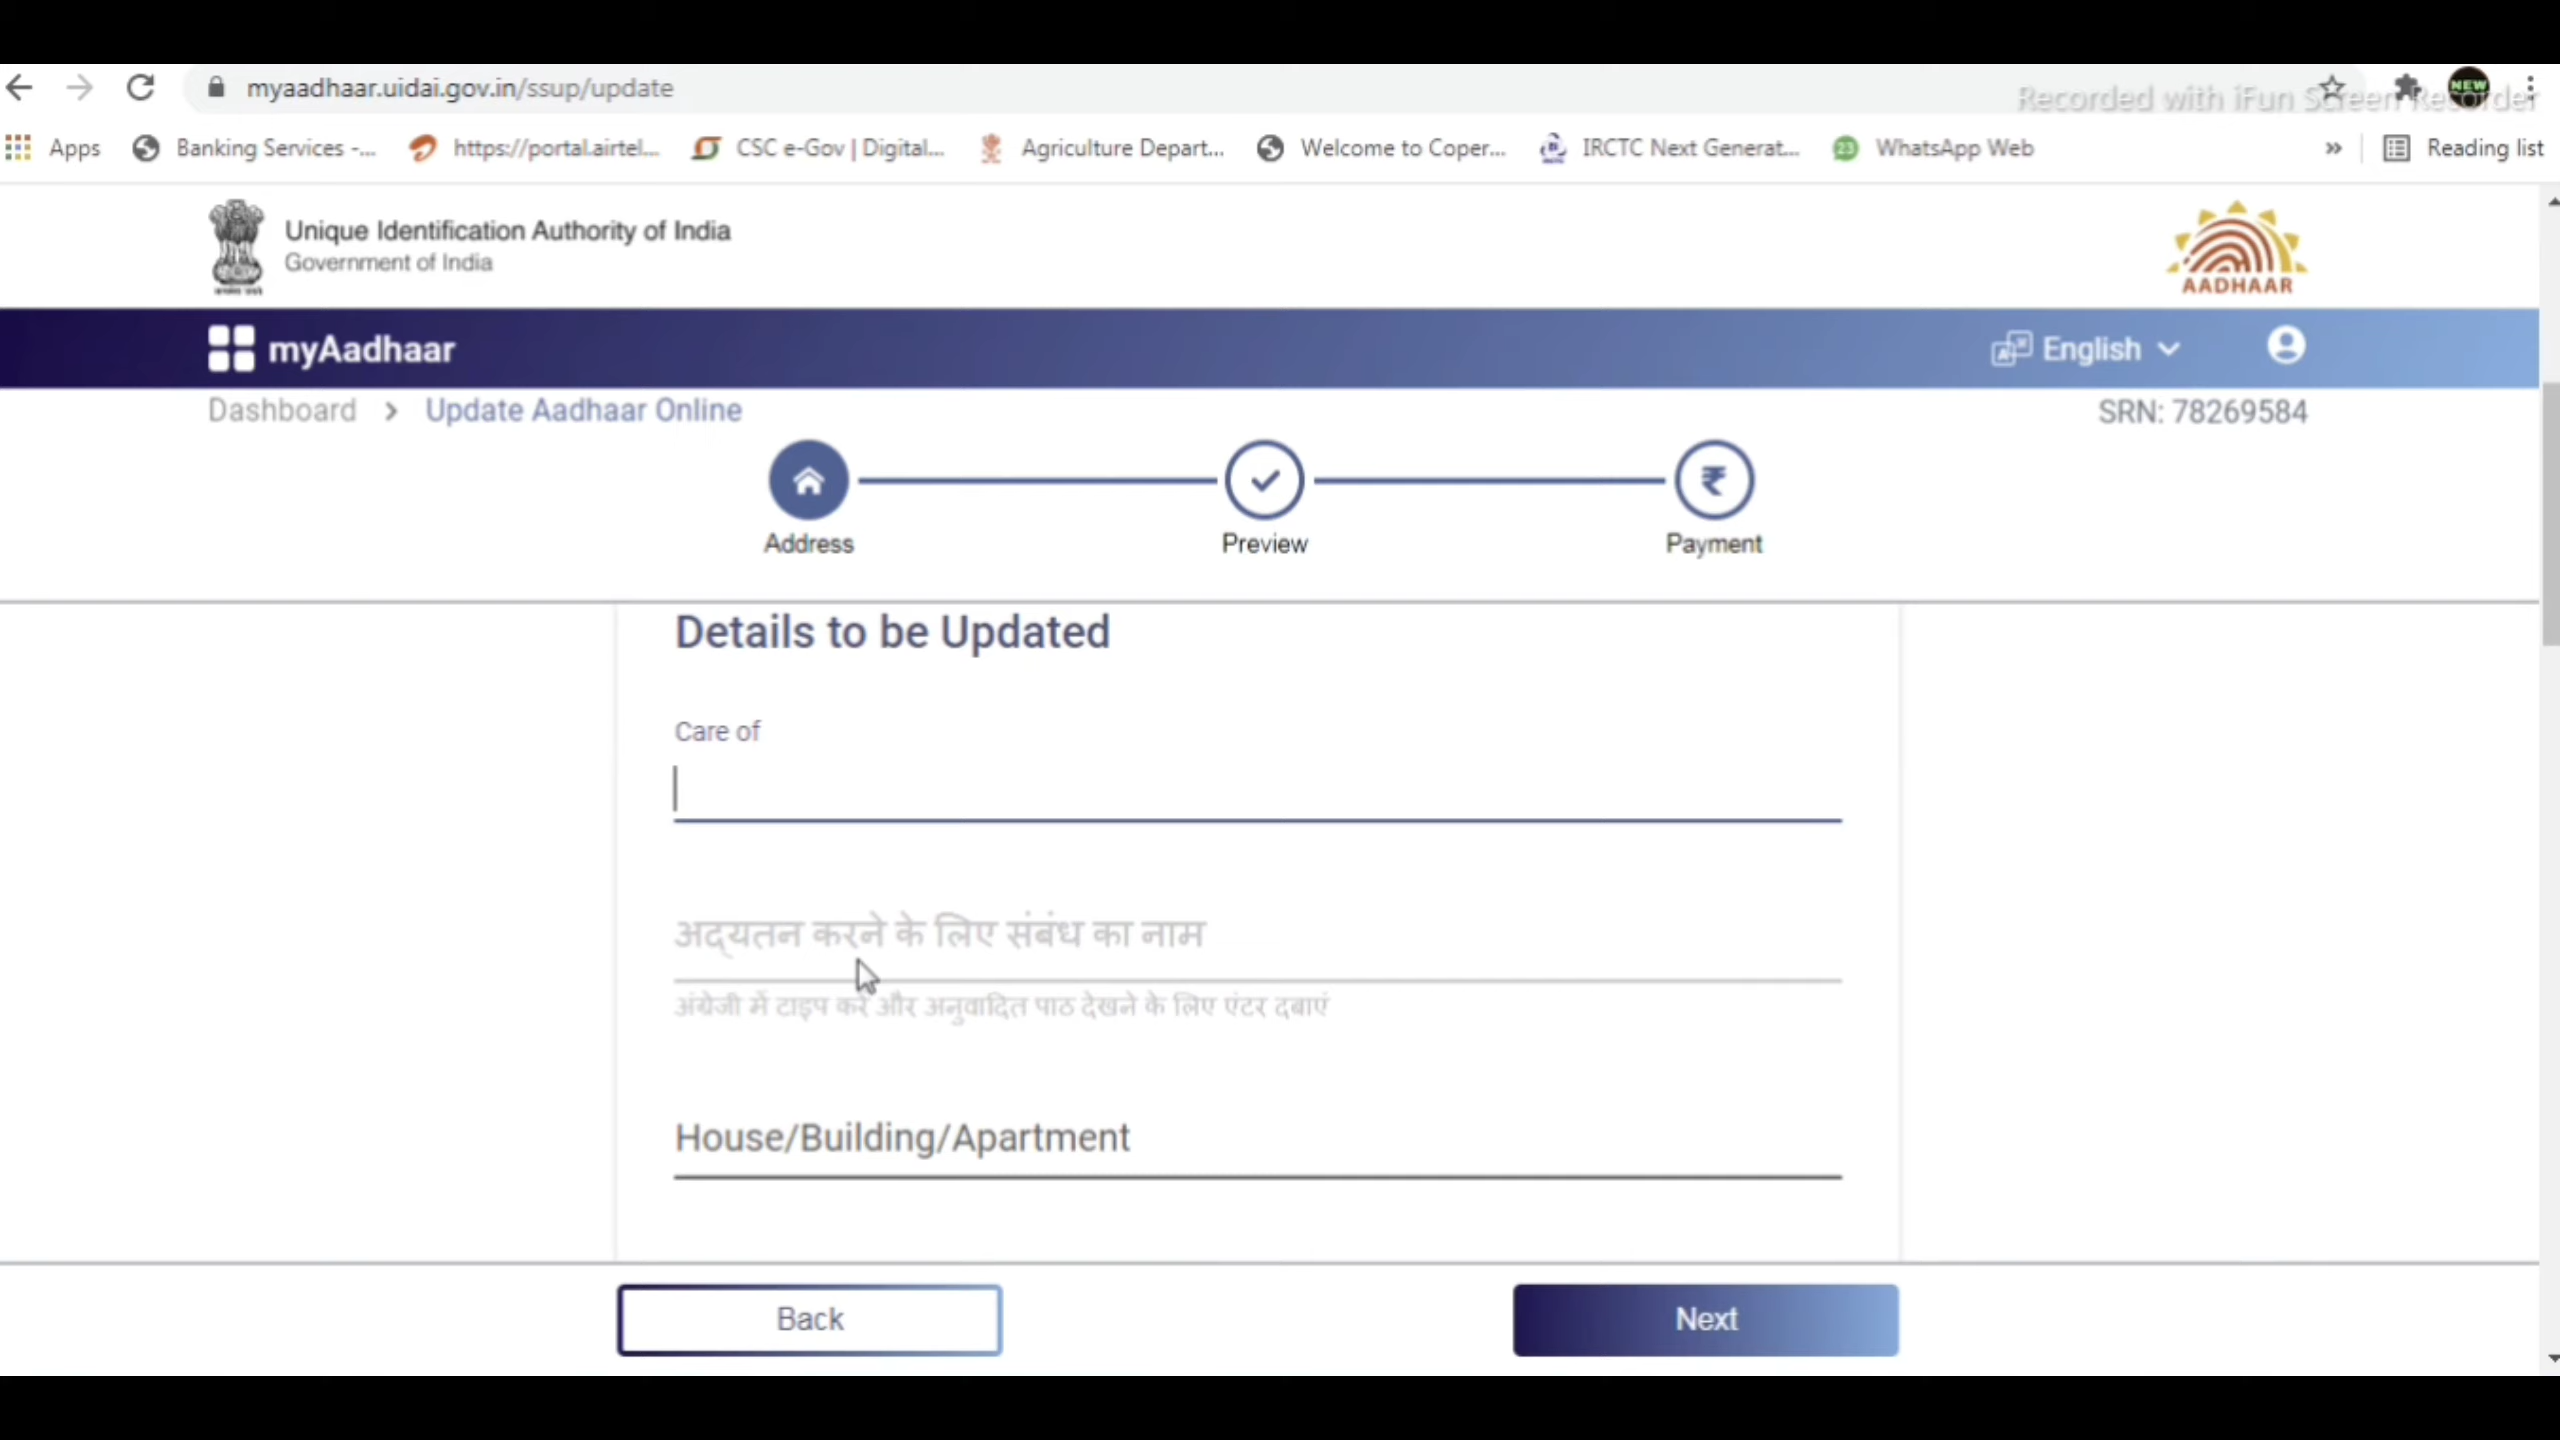 myaadhaar.uidai.gov.in/ssup/update
NEW
Recorded with iFun Screen Recorder
Apps
Banking Services -...
https://portal.airtel...
CSC e-Gov | Digital...
Agriculture Depart...
Welcome to Coper...
IRCTC Next Generat...
23
WhatsApp Web
»
Reading list
Unique Identification Authority of India
Government of India
AADHAAR
myAadhaar
English
Dashboard > Update Aadhaar Online
SRN: 78269584
₹
Address
Preview
Payment
Details to be Updated
Care of
अद्यतन करने के लिए संबंध का नाम
अंग्रेजी में टाइप करें और अनुवादित पाठ देखने के लिए एंटर दबाएं
House/Building/Apartment
Back
Next